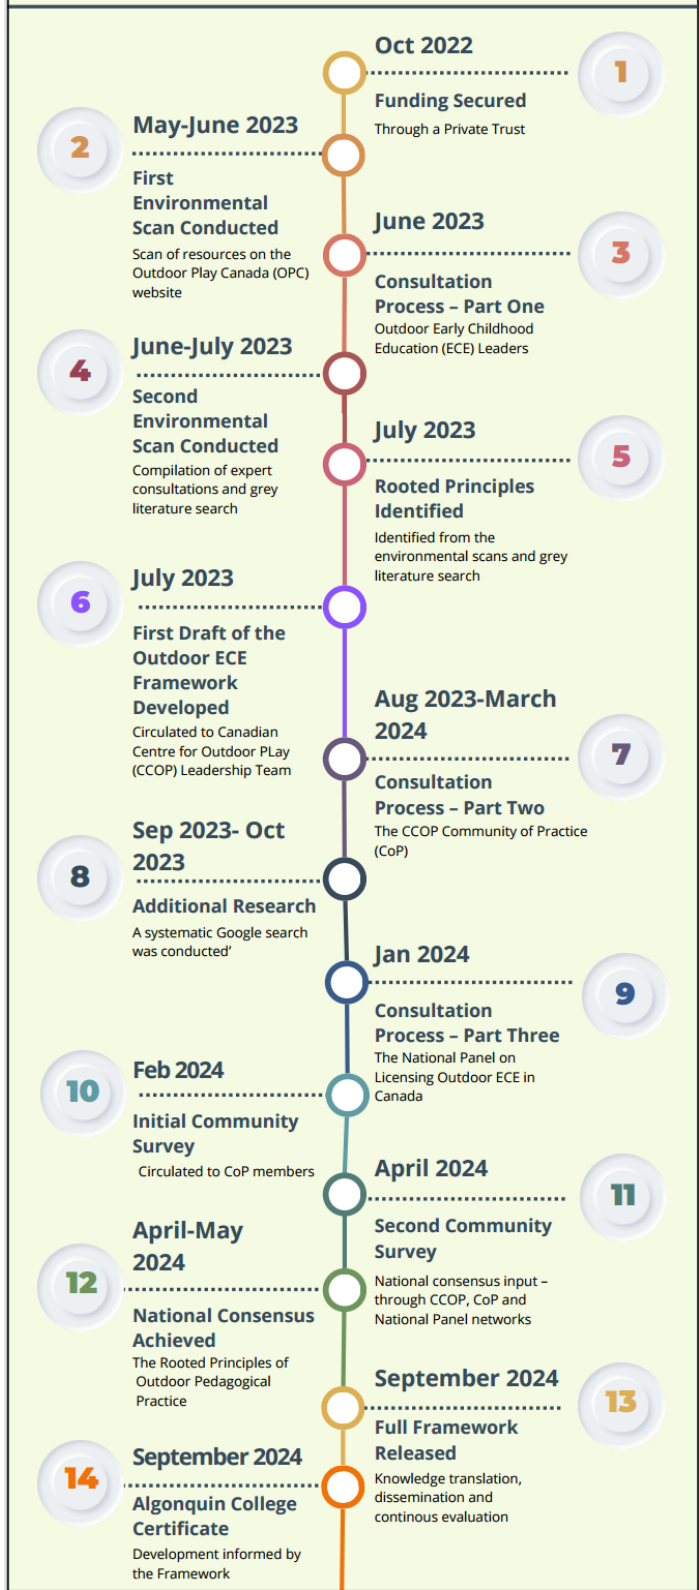 Oct 2022
1
Funding Secured
Through a Private Trust
May-June 2023
2
First
Environmental
Scan Conducted
Scan of resources on the
Outdoor Play Canada (OPC)
website
June 2023
3
Consultation
Process – Part One
Outdoor Early Childhood
Education (ECE) Leaders
June-July 2023
4
Second
Environmental
Scan Conducted
Compilation of expert
consultations and grey
literature search
July 2023
5
Rooted Principles
Identified
Identified from the
environmental scans and grey
literature search
July 2023
6
First Draft of the
Outdoor ECE
Framework
Developed
Circulated to Canadian
Centre for Outdoor PLay
(CCOP) Leadership Team
Aug 2023-March
2024
7
Consultation
Process – Part Two
The CCOP Community of Practice
(CoP)
Sep 2023- Oct
2023
8
Additional Research
A systematic Google search
was conducted’
Jan 2024
9
Consultation
Process – Part Three
The National Panel on
Licensing Outdoor ECE in
Canada
Feb 2024
10
Initial Community
Survey
Circulated to CoP members
April 2024
11
Second Community
Survey
National consensus input –
through CCOP, CoP and
National Panel networks
April-May
2024
12
National Consensus
Achieved
The Rooted Principles of
Outdoor Pedagogical
Practice
September 2024
13
Full Framework
Released
Knowledge translation,
dissemination and
continous evaluation
September 2024
14
Algonquin College
Certificate
Development informed by
the Framework